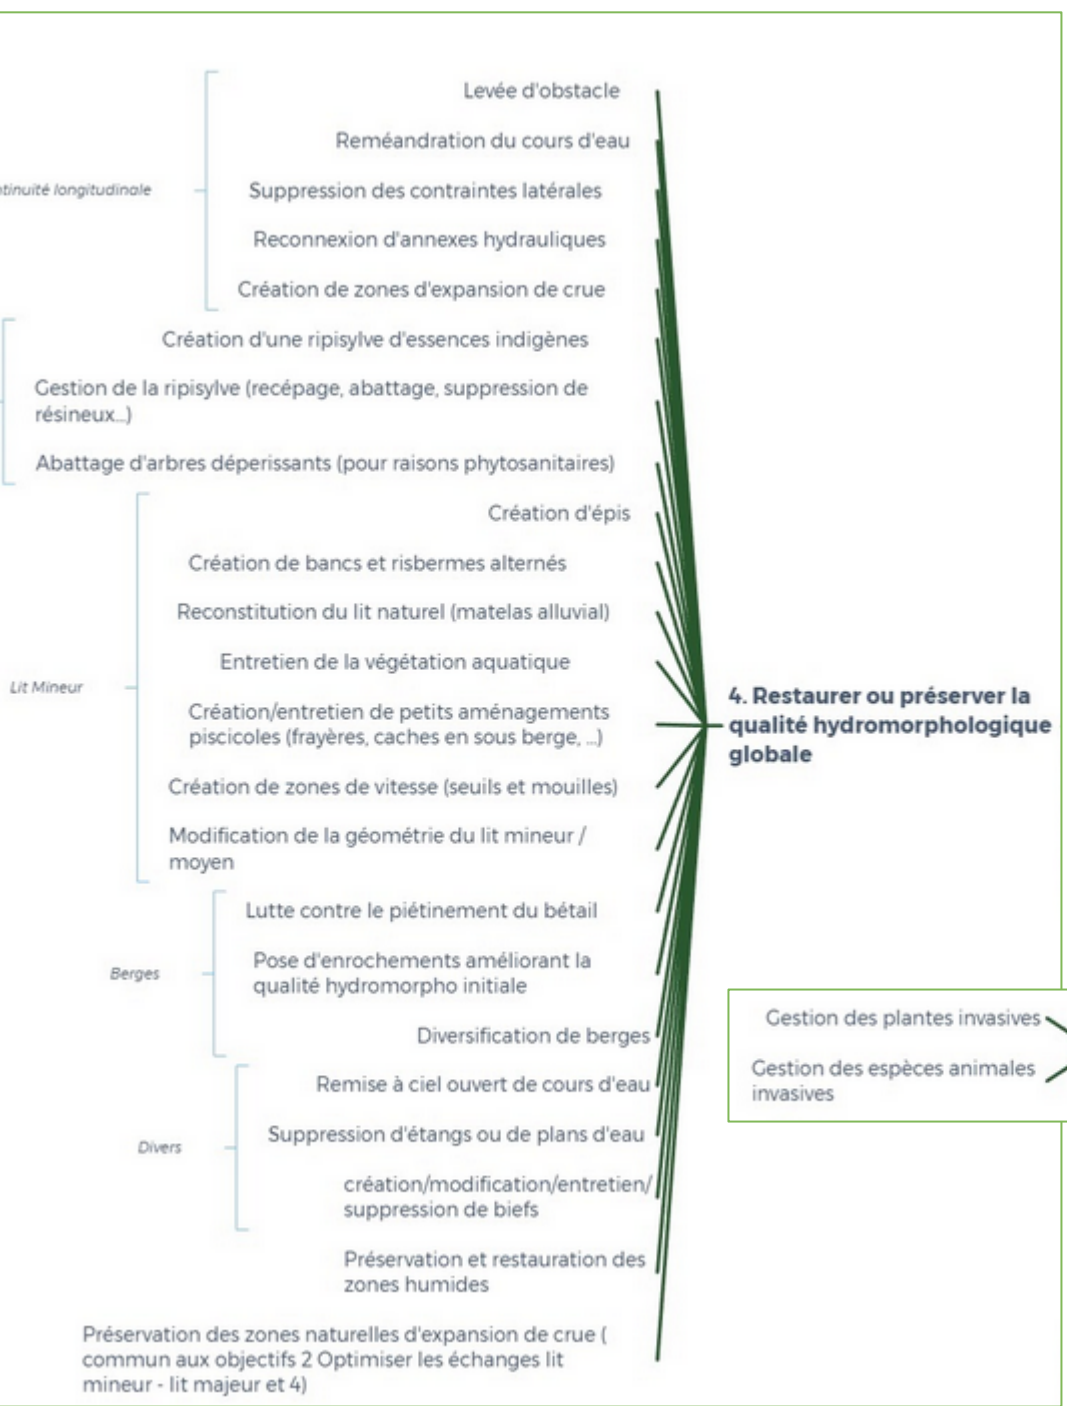 Levée d'obstacle
Reméandration du cours d'eau
longitudinale
Suppression des contraintes latérales
Reconnexion d'annexes hydrauliques
Création de zones d'expansion de crue
Création d'une ripisylve d'essences indigènes
Gestion de la ripisylve (recépage, abattage, suppression de
résineux...)
Abattage d'arbres déperissants (pour raisons phytosanitaires)
Création d'épis
Création de bancs et risbermes alternés
Reconstitution du lit naturel (matelas alluvial)
Entretien de la végétation aquatique
Lit Mineur
Création/entretien de petits aménagements
piscicoles (frayères, caches en sous berge, ...)
Création de zones de vitesse (seuils et mouilles)
Modification de la géométrie du lit mineur /
moyen
4. Restaurer ou préserver la
qualité hydromorphologique
globale
Lutte contre le piétinement du bétail
Berges
Pose d'enrochements améliorant la
qualité hydromorpho initiale
Diversification de berges
Remise à ciel ouvert de cours d'eau
Divers
Suppression d'étangs ou de plans d'eau
création/modification/entretien/
suppression de biefs
Préservation et restauration des
zones humides
Préservation des zones naturelles d'expansion de crue (
commun aux objectifs 2 Optimiser les échanges lit
mineur - lit majeur et 4)
Gestion des plantes invasives
Gestion des espèces animales
invasives